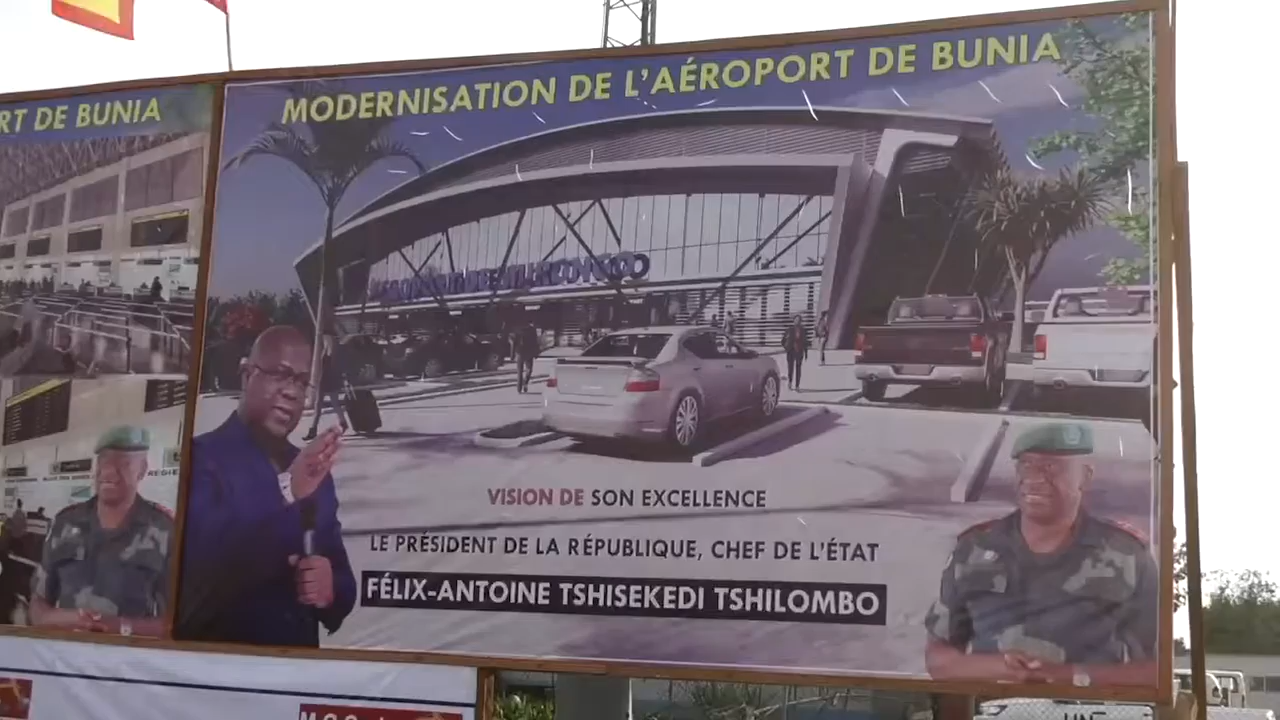 RT DE BUNIA
MODERNISATION DE L'AÉROPORT DE BUNIA
VISION DE SON EXCELLENCE
LE PRÉSIDENT DE LA RÉPUBLIQUE, CHEF DE L'ÉTAT
FÉLIX-ANTOINE TSHISEKEDI TSHILOMBO